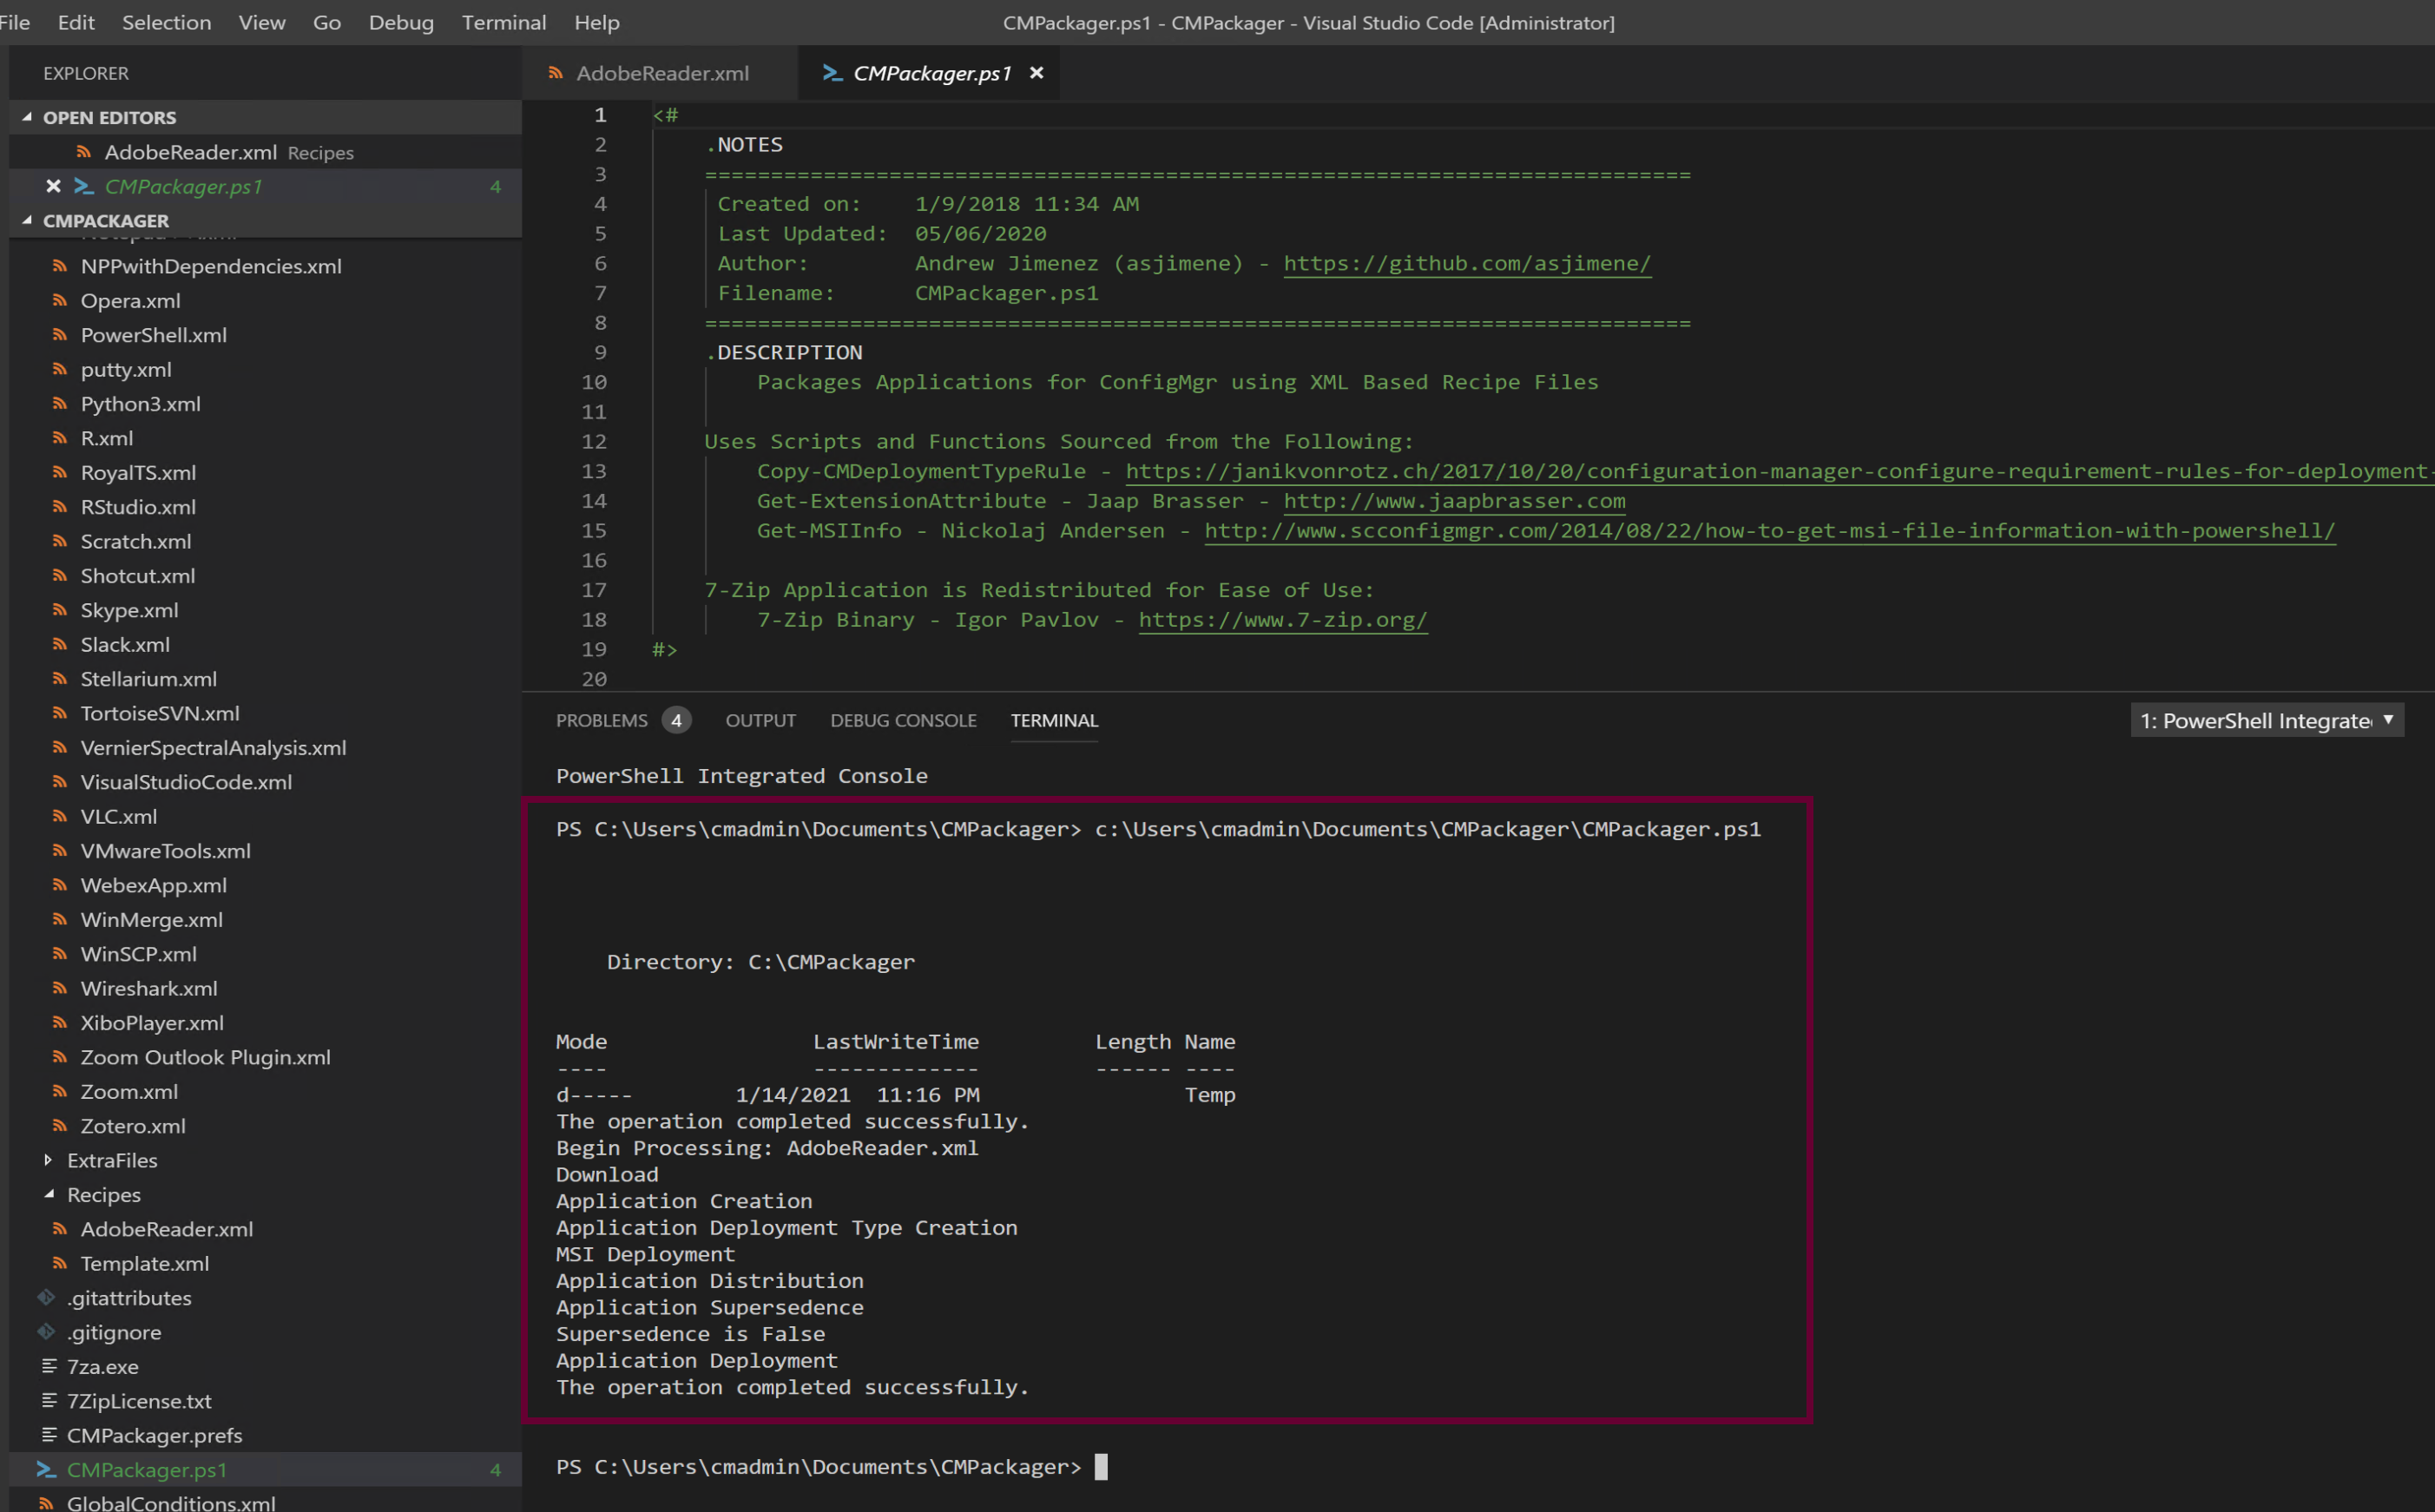 File Edit Selection View Go Debug Terminal Help
CMPackager.ps1 - CMPackager - Visual Studio Code [Administrator]
EXPLORER
OPEN EDITORS
AdobeReader.xml Recipes
CMPackager.ps1 4
CMPACKAGER
NPPwithDependencies.xml
Opera.xml
PowerShell.xml
putty.xml
Python3.xml
R.xml
RoyalTS.xml
RStudio.xml
Scratch.xml
Shotcut.xml
Skype.xml
Slack.xml
Stellarium.xml
TortoiseSVN.xml
VernierSpectralAnalysis.xml
VisualStudioCode.xml
VLC.xml
VMwareTools.xml
WebexApp.xml
WinMerge.xml
WinSCP.xml
Wireshark.xml
XiboPlayer.xml
Zoom Outlook Plugin.xml
Zoom.xml
Zotero.xml
ExtraFiles
Recipes
AdobeReader.xml
Template.xml
.gitattributes
.gitignore
7za.exe
7ZipLicense.txt
CMPackager.prefs
CMPackager.ps1 4
GlobalConditions.xml
AdobeReader.xml
CMPackager.ps1
1 <#
2 .NOTES
3 ===========================================================================
4 Created on: 1/9/2018 11:34 AM
5 Last Updated: 05/06/2020
6 Author: Andrew Jimenez (asjimene) - https://github.com/asjimene/
7 Filename: CMPackager.ps1
8 ===========================================================================
9 .DESCRIPTION
10 Packages Applications for ConfigMgr using XML Based Recipe Files
11
12 Uses Scripts and Functions Sourced from the Following:
13 Copy-CMDeploymentTypeRule - https://janikvonrotz.ch/2017/10/20/configuration-manager-configure-requirement-rules-for-deployment-
14 Get-ExtensionAttribute - Jaap Brasser - http://www.jaapbrasser.com
15 Get-MSIInfo - Nickolaj Andersen - http://www.scconfigmgr.com/2014/08/22/how-to-get-msi-file-information-with-powershell/
16
17 7-Zip Application is Redistributed for Ease of Use:
18 7-Zip Binary - Igor Pavlov - https://www.7-zip.org/
19 #>
20
PROBLEMS 4 OUTPUT DEBUG CONSOLE TERMINAL
1: PowerShell Integrate
PowerShell Integrated Console
PS C:\Users\cmadmin\Documents\CMPackager> c:\Users\cmadmin\Documents\CMPackager\CMPackager.ps1
Directory: C:\CMPackager
Mode LastWriteTime Length Name
---- ------------- ------ ----
d----- 1/14/2021 11:16 PM Temp
The operation completed successfully.
Begin Processing: AdobeReader.xml
Download
Application Creation
Application Deployment Type Creation
MSI Deployment
Application Distribution
Application Supersedence
Supersedence is False
Application Deployment
The operation completed successfully.
PS C:\Users\cmadmin\Documents\CMPackager>